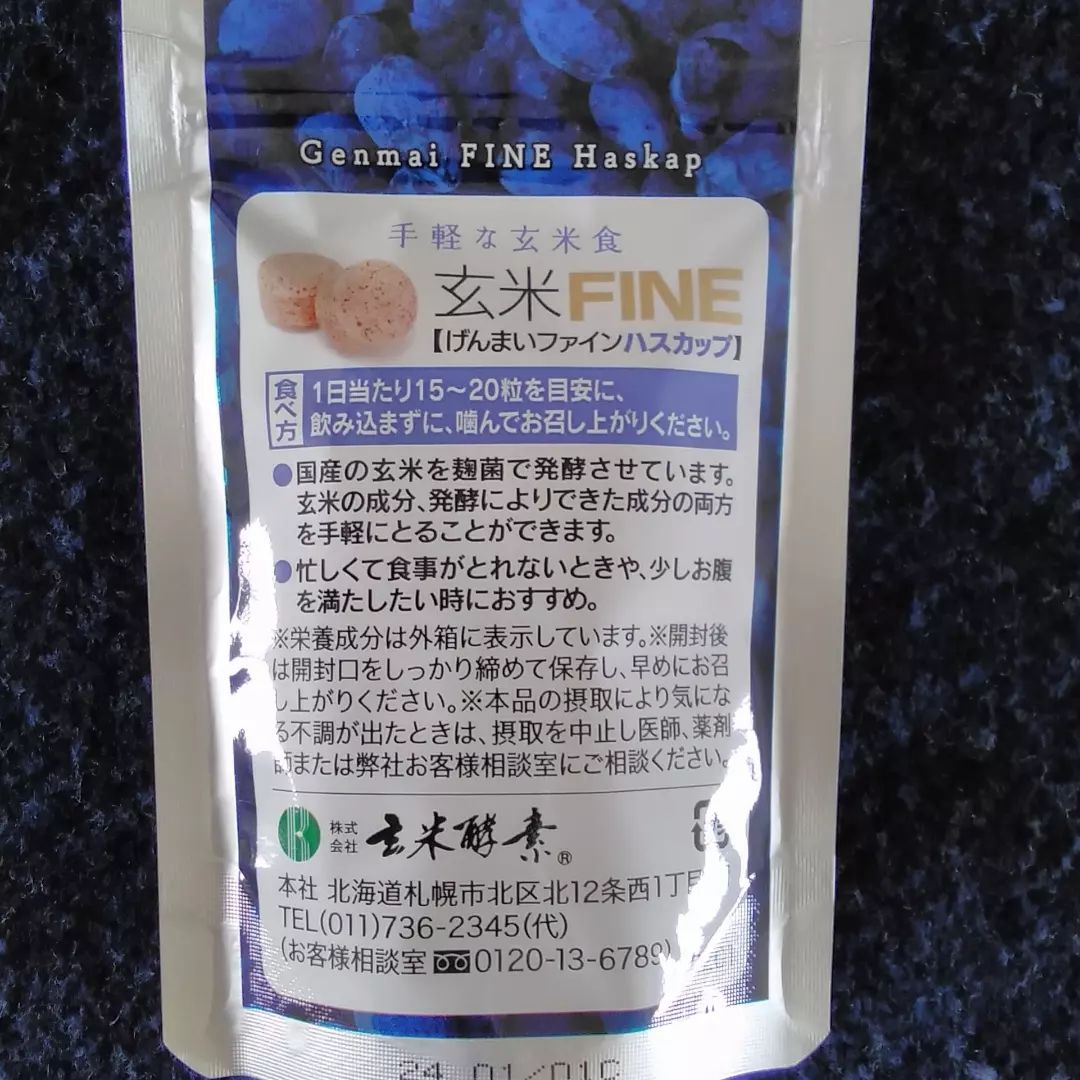 Genmai FINE Haskap
手軽な玄米食
玄米FINE
【げんまいファインハスカップ】
食べ方
1日当たり15～20粒を目安に、
飲み込まずに、噛んでお召し上がりください。
●国産の玄米を麹菌で発酵させています。
玄米の成分、発酵によりできた成分の両方
を手軽にとることができます。
●忙しくて食事がとれないときや、少しお腹
を満たしたい時におすすめ。
※栄養成分は外箱に表示しています。※開封後
は開封口をしっかり締めて保存し、早めにお召
し上がりください。※本品の摂取により気にな
る不調が出たときは、摂取を中止し医師、薬剤
師または弊社お客様相談室にご相談ください。
株式会社 玄米酵素®
本社 北海道札幌市北区北12条西1丁目
TEL(011)736-2345(代)
(お客様相談室 0120-13-6789)
24.01/010